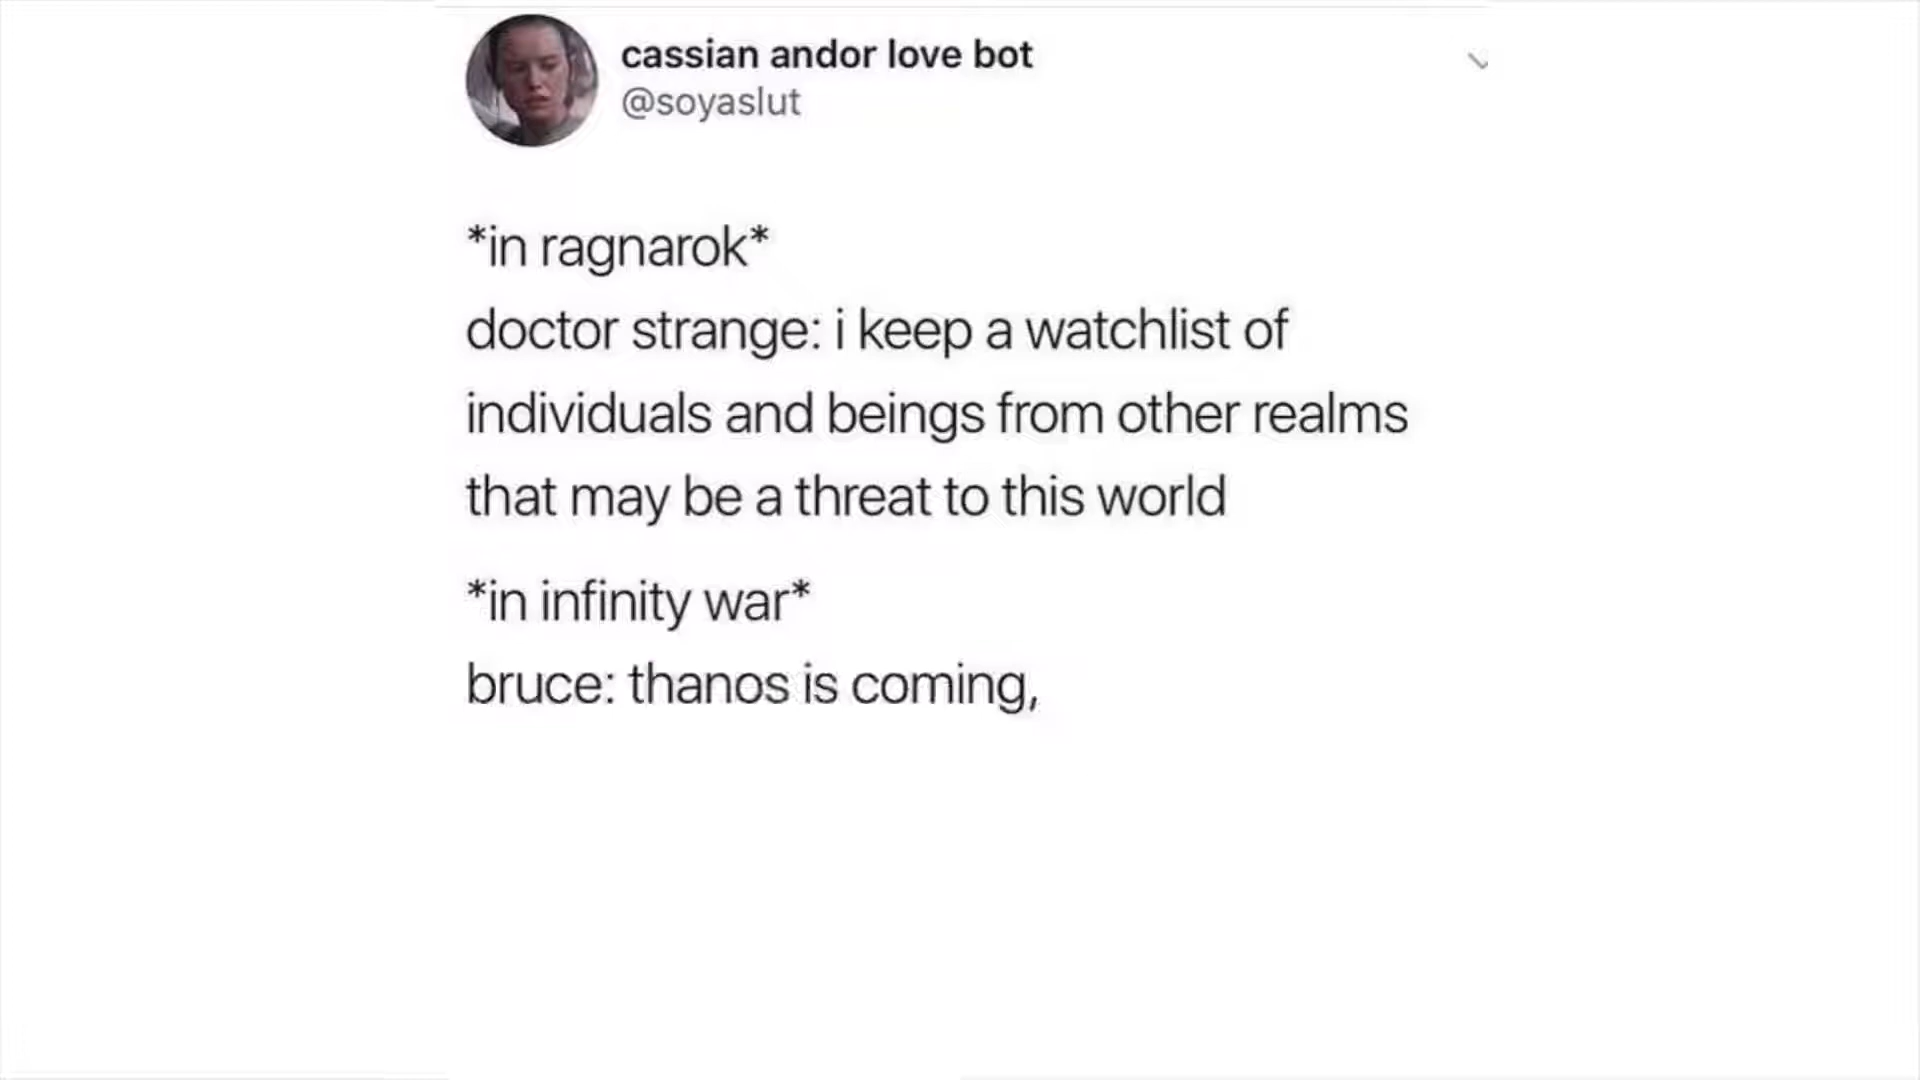 cassian andor love bot
@soyaslut
*in ragnarok*
doctor strange: i keep a watchlist of
individuals and beings from other realms
that may be a threat to this world
*in infinity war*
bruce: thanos is coming,